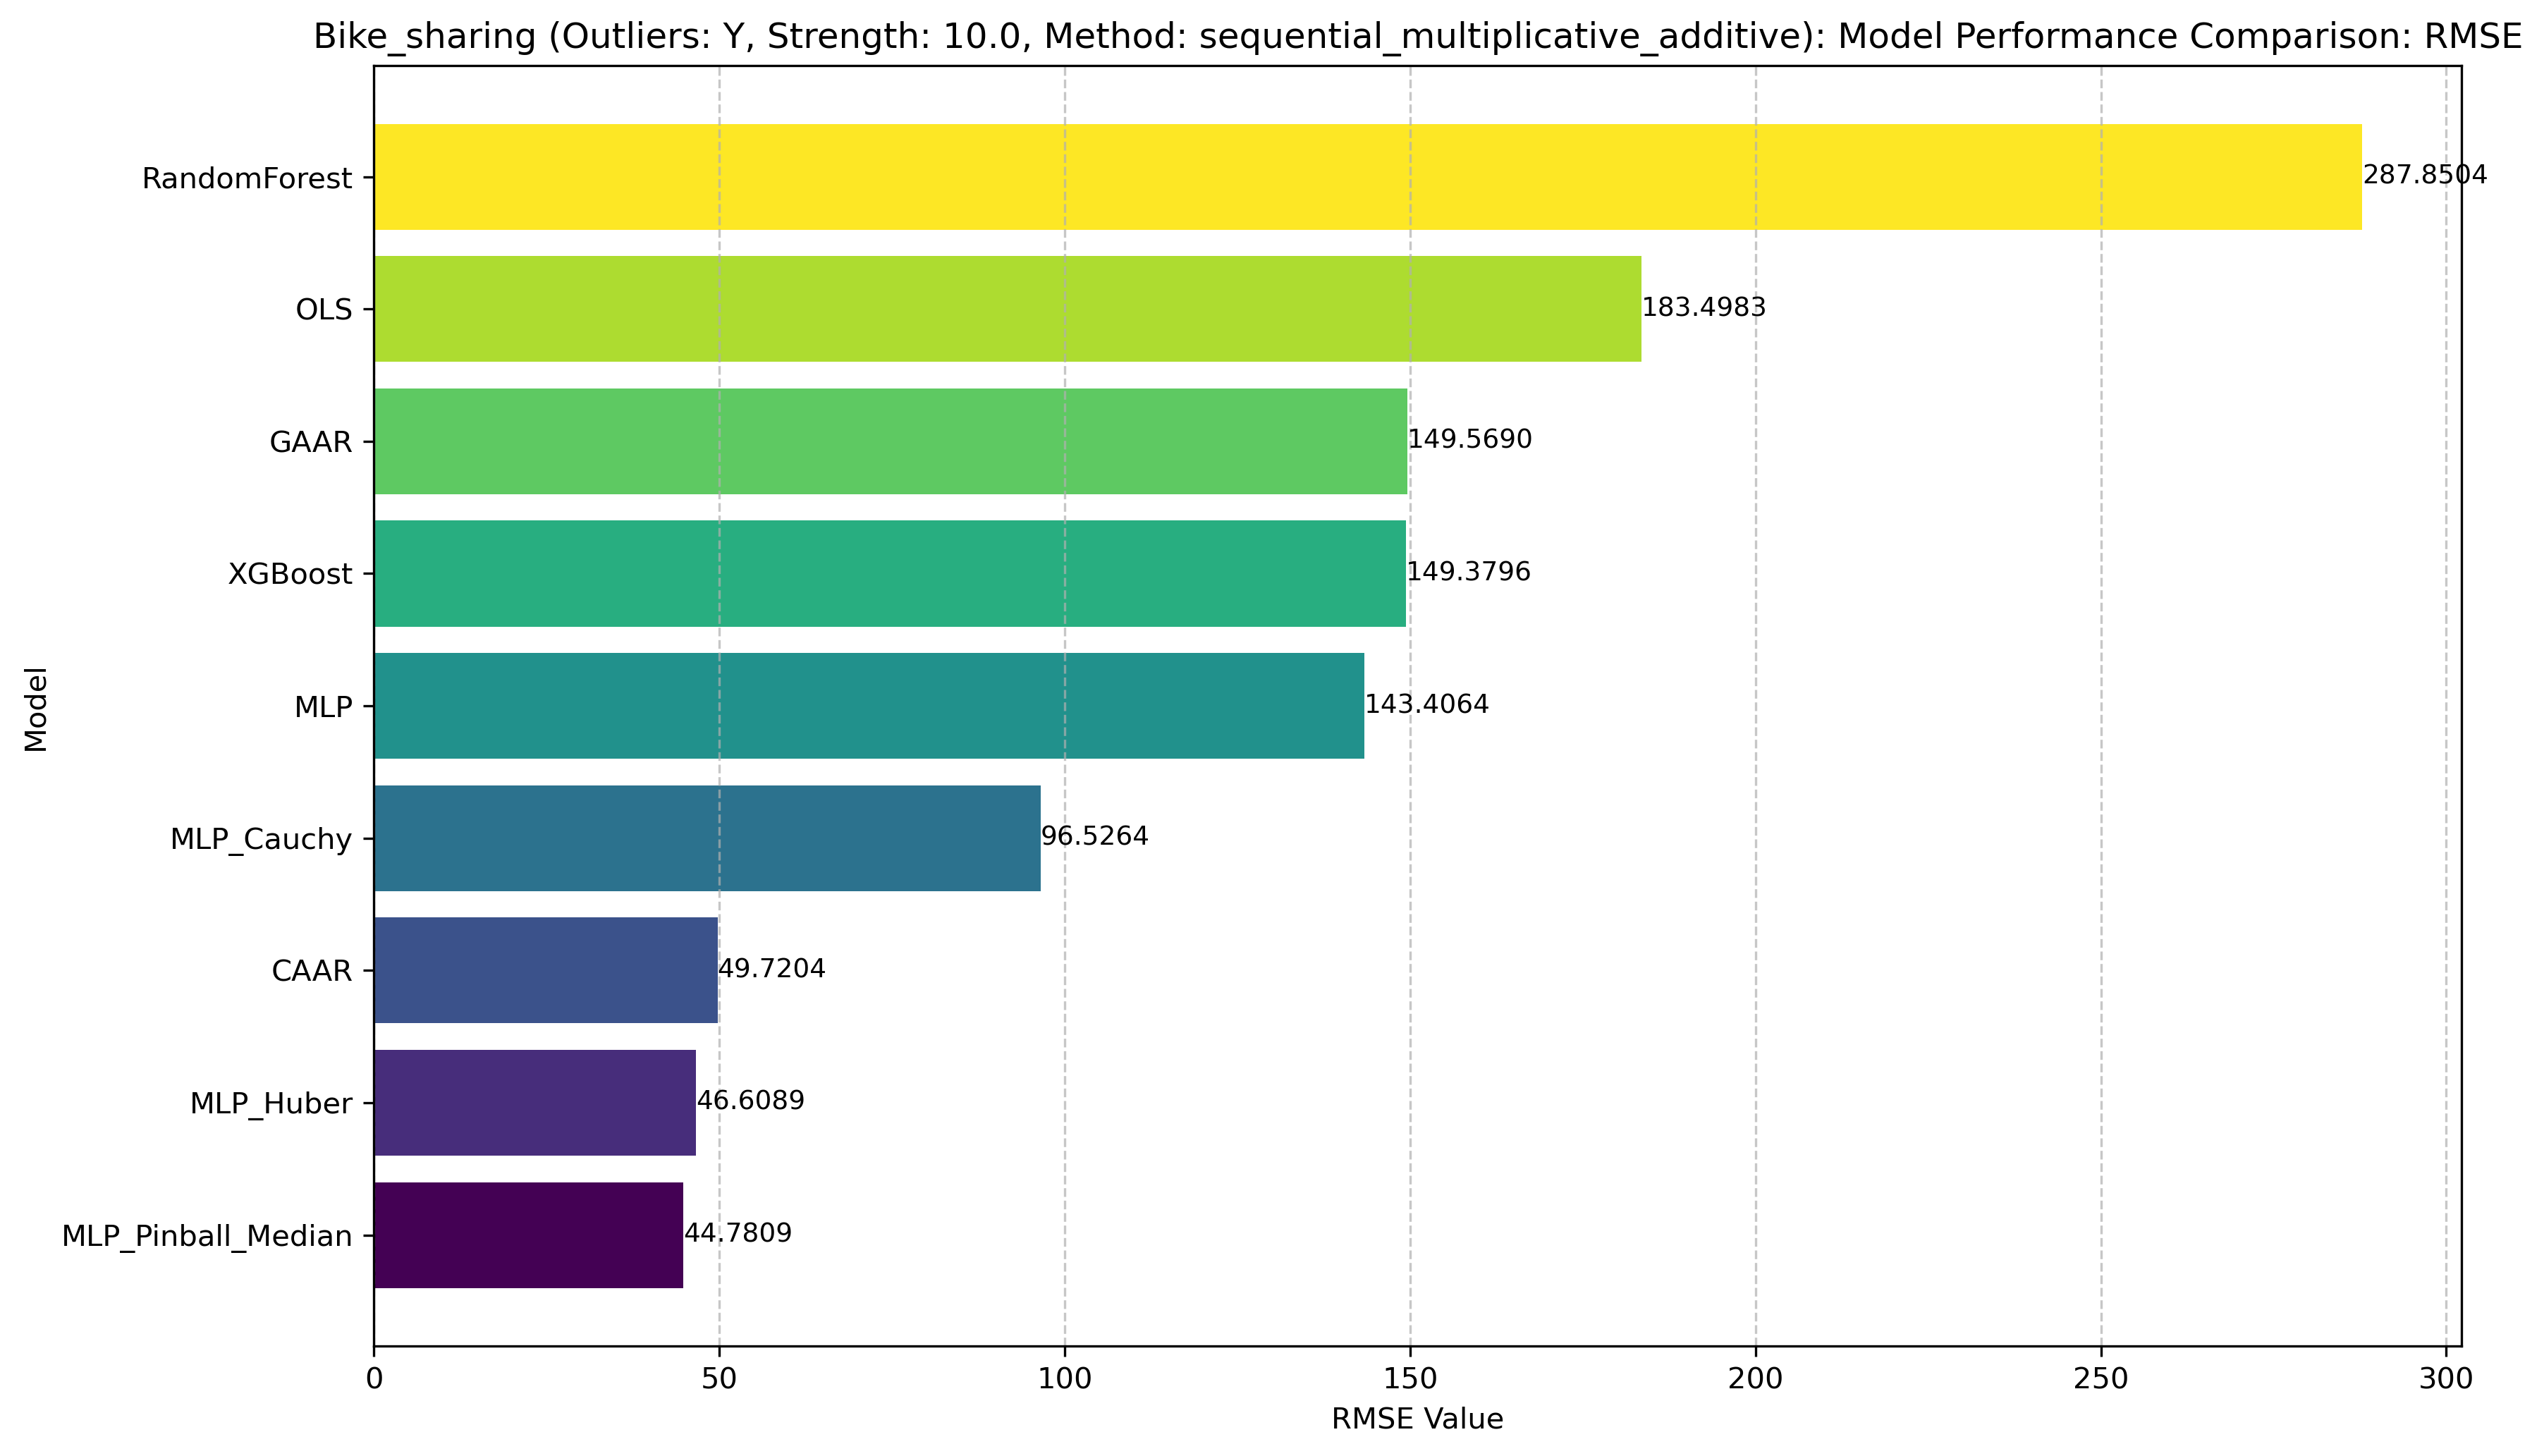 Bike_sharing (Outliers: Y, Strength: 10.0, Method: sequential_multiplicative_additive): Model Performance Comparison: RMSE
RandomForest 287.8504
OLS 183.4983
GAAR 149.5690
XGBoost 149.3796
MLP 143.4064
MLP_Cauchy 96.5264
CAAR 49.7204
MLP_Huber 46.6089
MLP_Pinball_Median 44.7809
Model
0 50 100 150 200 250 300
RMSE Value